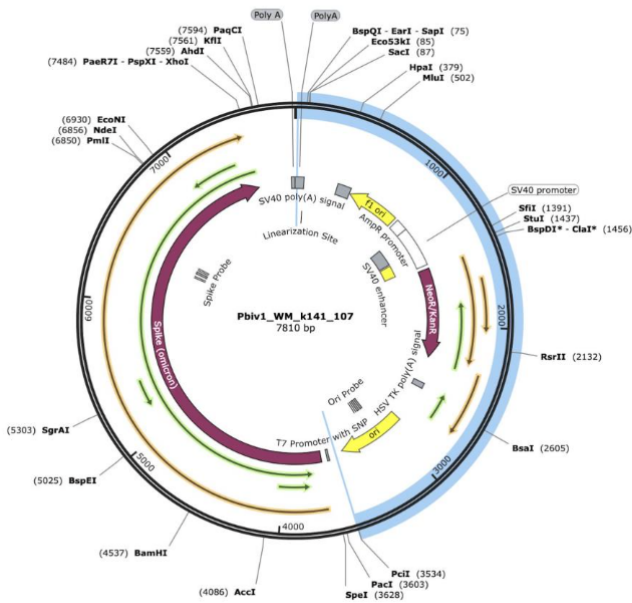 Poly A
PolyA
(7594) PaqCI
(7561) KflI
(7559) AhdI
(7484) PaeR7I - PspXI - XhoI
BspQI - EarI - SapI (75)
Eco53kI (85)
SacI (87)
HpaI (379)
MluI (502)
(6930) EcoNI
(6856) NdeI
(6850) PmlI
7000
1000
SV40 promoter
SfiI (1391)
StuI (1437)
BspDI* - ClaI* (1456)
SV40 poly(A) signal
f1 ori
AmpR promoter
Linearization Site
SV40 enhancer
Spike Probe
NeoR/KanR
Pbiv1_WM_k141_107
7810 bp
6000
2000
Spike (omicron)
RsrII (2132)
HSV TK poly(A) signal
Ori Probe
ori
T7 Promoter with SNP
(5303) SgrAI
BsaI (2605)
(5025) BspEI
5000
3000
(4537) BamHI
4000
(4086) AccI
PciI (3534)
PacI (3603)
SpeI (3628)